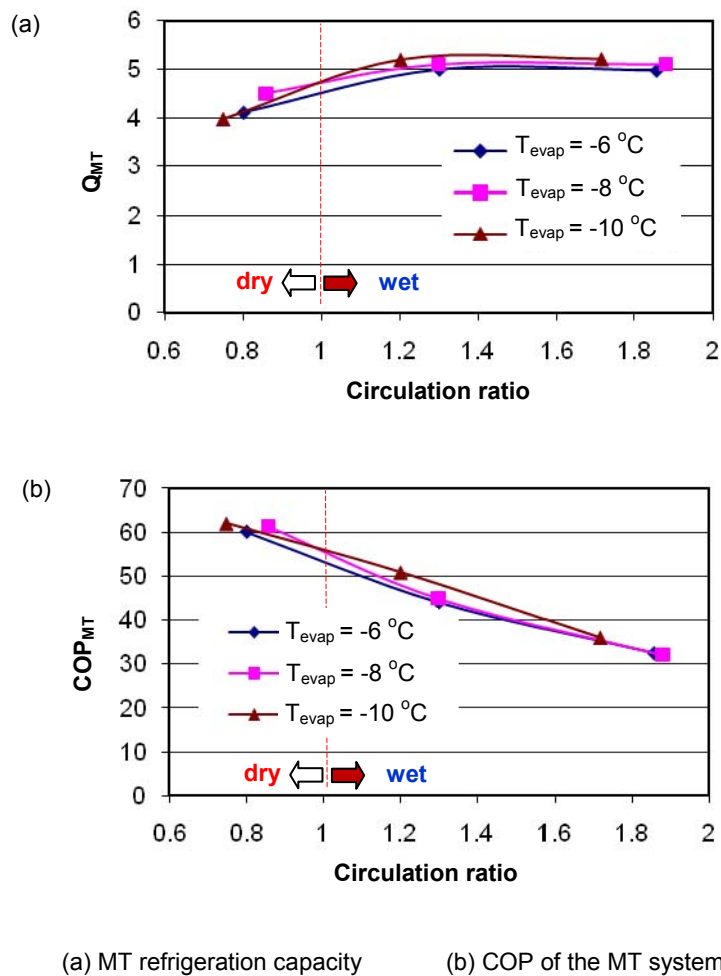 (a)
6
5
4
3
2
1
0
QMT
Tevap = -6 °C
Tevap = -8 °C
Tevap = -10 °C
dry wet
0.6 0.8 1 1.2 1.4 1.6 1.8 2
Circulation ratio
(b)
70
60
50
40
30
20
10
0
COPMT
Tevap = -6 °C
Tevap = -8 °C
Tevap = -10 °C
dry wet
0.6 0.8 1 1.2 1.4 1.6 1.8 2
Circulation ratio
(a) MT refrigeration capacity (b) COP of the MT system